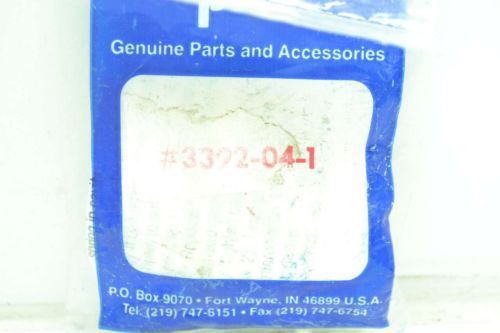 Genuine Parts and Accessories
#3392-04-1
P.O. Box 9070 • Fort Wayne, IN 46899 U.S.A.
Tel. (219) 747-6151 • Fax (219) 747-6754